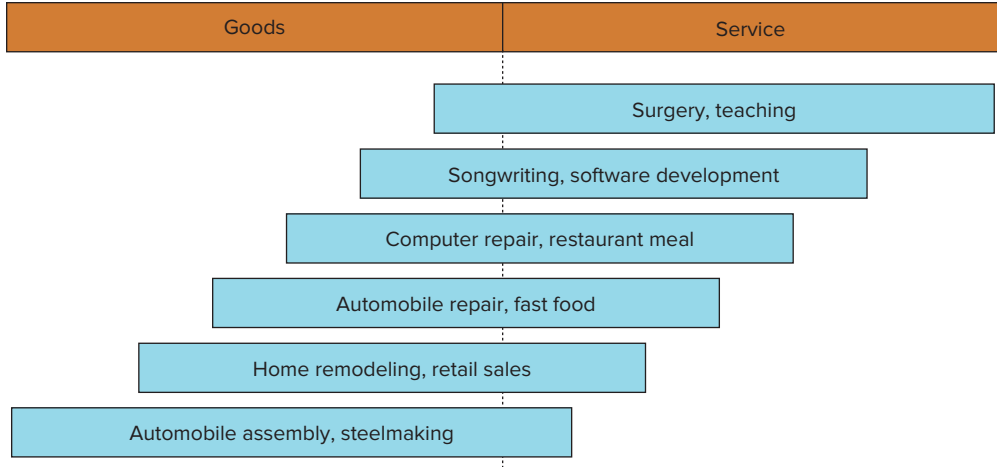 Goods
Service
Surgery, teaching
Songwriting, software development
Computer repair, restaurant meal
Automobile repair, fast food
Home remodeling, retail sales
Automobile assembly, steelmaking